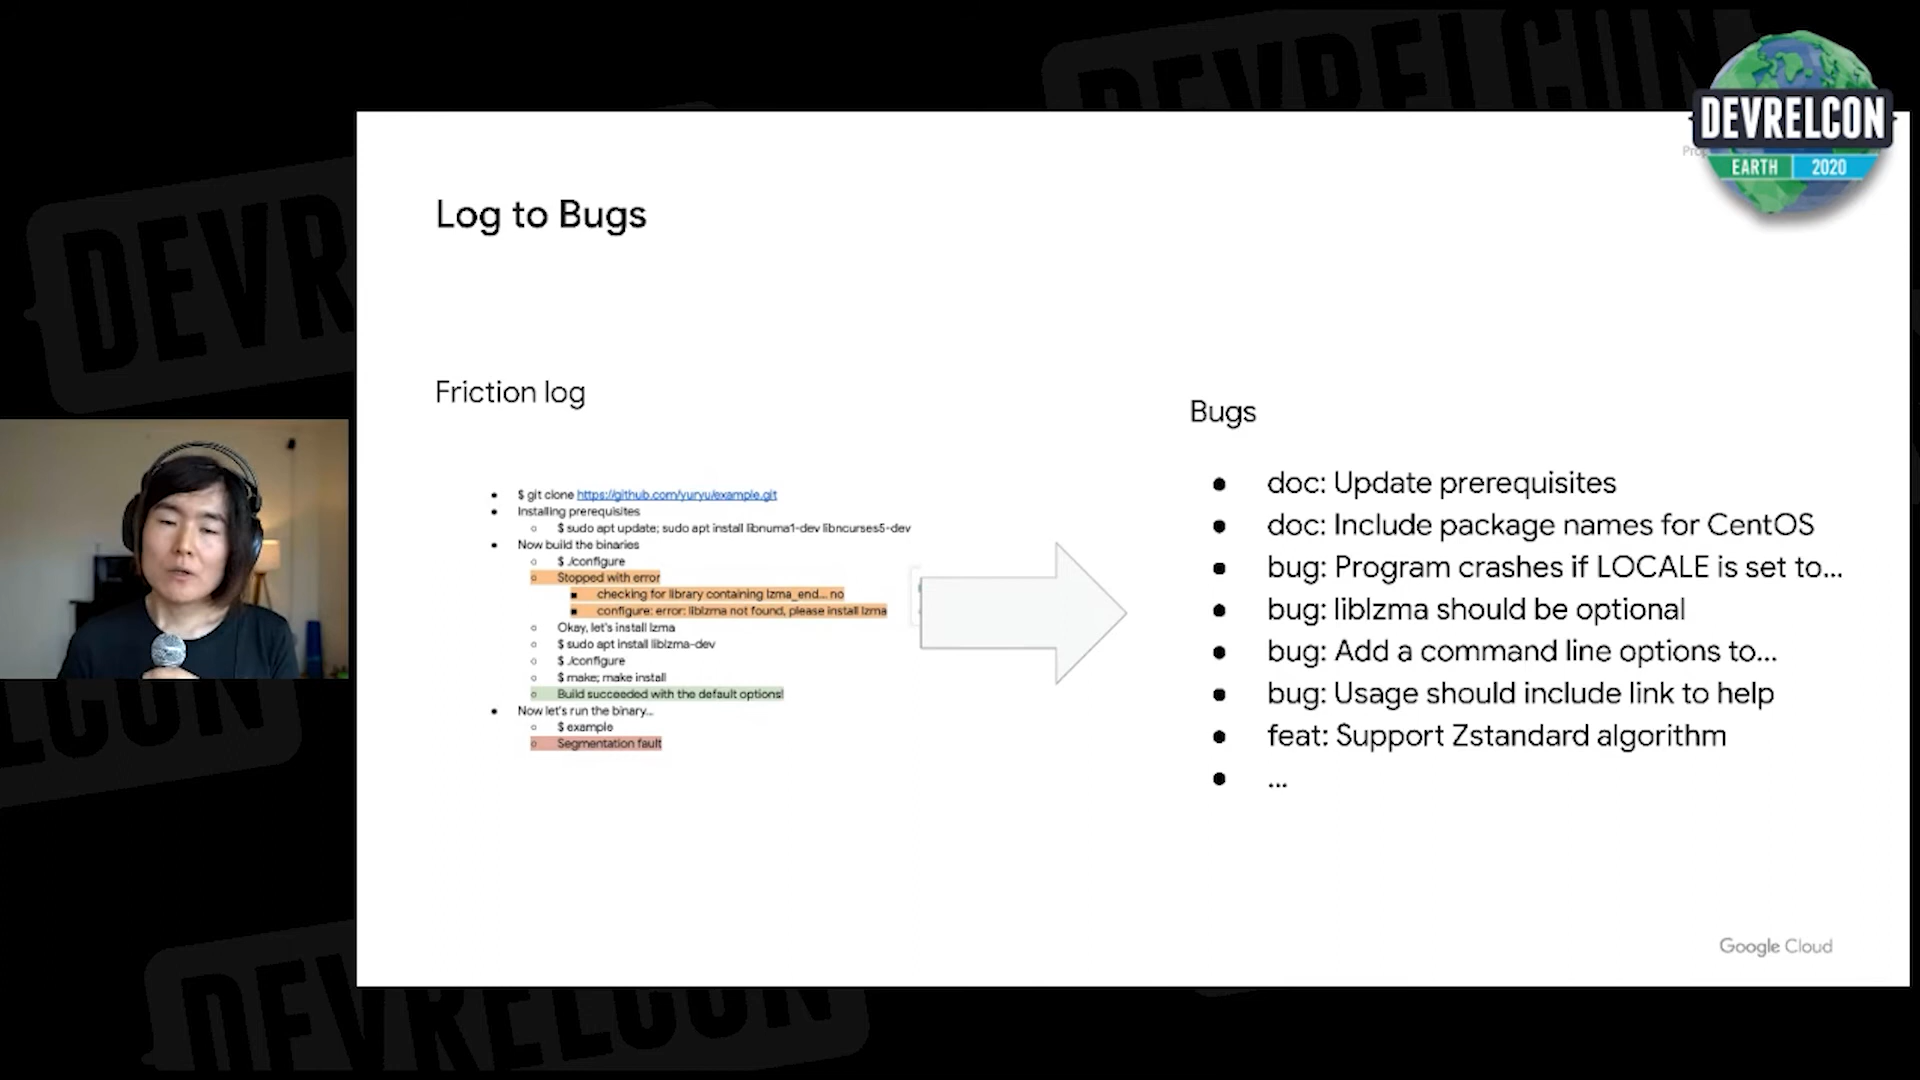 DEVRELCON
EARTH 2020
Log to Bugs
Friction log
• $ git clone https://github.com/yuryu/example.git
• Installing prerequisites
○ $ sudo apt update; sudo apt install libnuma1-dev libncurses5-dev
• Now build the binaries
○ $ ./configure
○ Stopped with error
■ checking for library containing lzma_end... no
■ configure: error: liblzma not found, please install lzma
○ Okay, let's install lzma
○ $ sudo apt install liblzma-dev
○ $ ./configure
○ $ make; make install
○ Build succeeded with the default options!
• Now let's run the binary...
○ $ example
○ Segmentation fault
Bugs
• doc: Update prerequisites
• doc: Include package names for CentOS
• bug: Program crashes if LOCALE is set to...
• bug: liblzma should be optional
• bug: Add a command line options to...
• bug: Usage should include link to help
• feat: Support Zstandard algorithm
• ...
Google Cloud
DEVRELCON
DEVR
LCON
DEVRELCON